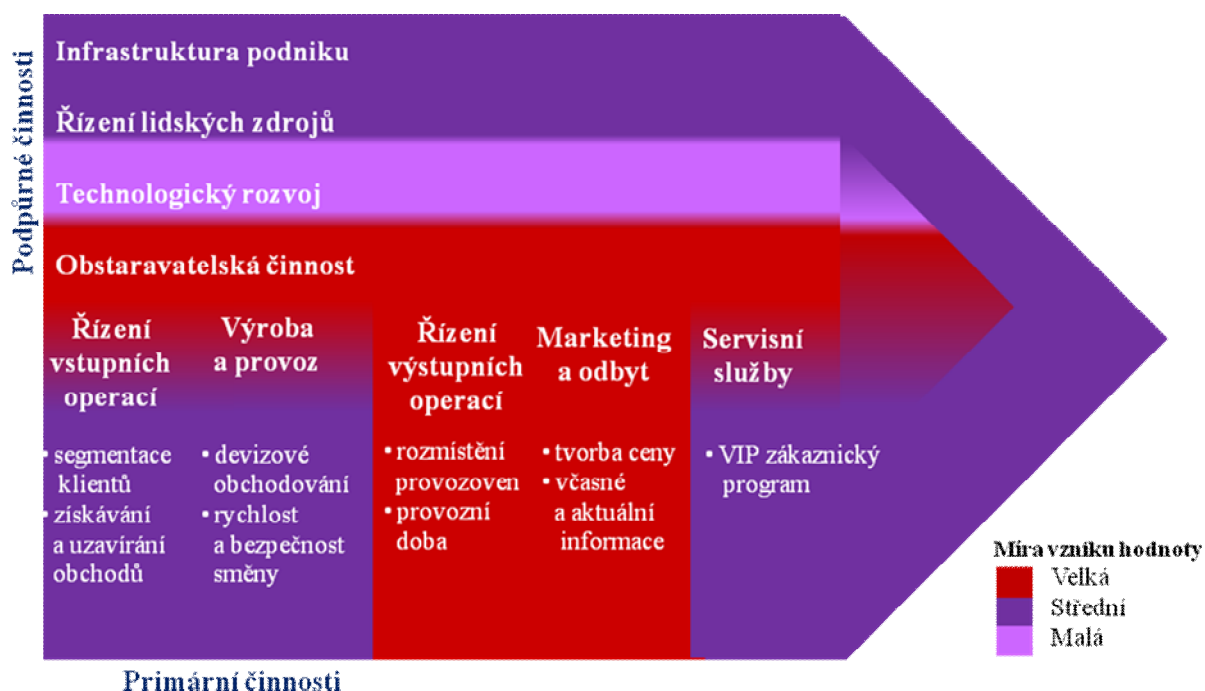 Podpůrné činnosti
Infrastruktura podniku
Řízení lidských zdrojů
Technologický rozvoj
Obstaravatelská činnost
Řízení
vstupních
operací
• segmentace
klientů
• získávání
a uzavírání
obchodů
Výroba
a provoz
• devizové
obchodování
• rychlost
a bezpečnost
směny
Řízení
výstupních
operací
• rozmístění
provozoven
• provozní
doba
Marketing
a odbyt
• tvorba ceny
• včasné
a aktuální
informace
Servisní
služby
• VIP zákaznický
program
Míra vzniku hodnoty
Velká
Střední
Malá
Primární činnosti